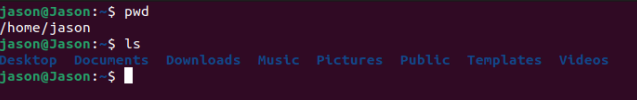 jason@Jason:~$ pwd
/home/jason
jason@Jason:~$ ls
Desktop  Documents  Downloads  Music  Pictures  Public  Templates  Videos
jason@Jason:~$